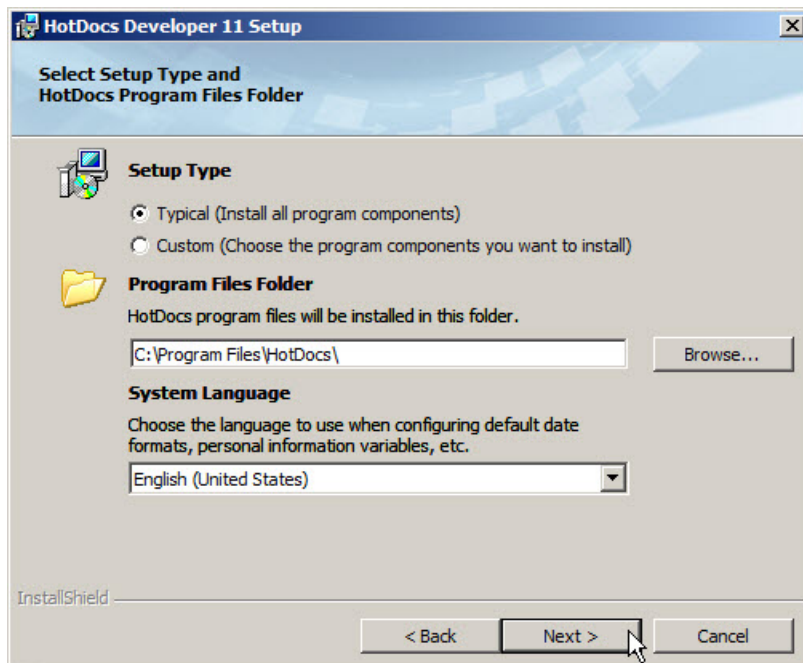 HotDocs Developer 11 Setup
Select Setup Type and
HotDocs Program Files Folder
Setup Type
Typical (Install all program components)
Custom (Choose the program components you want to install)
Program Files Folder
HotDocs program files will be installed in this folder.
C:\Program Files\HotDocs\
Browse...
System Language
Choose the language to use when configuring default date
formats, personal information variables, etc.
English (United States)
InstallShield
< Back
Next >
Cancel